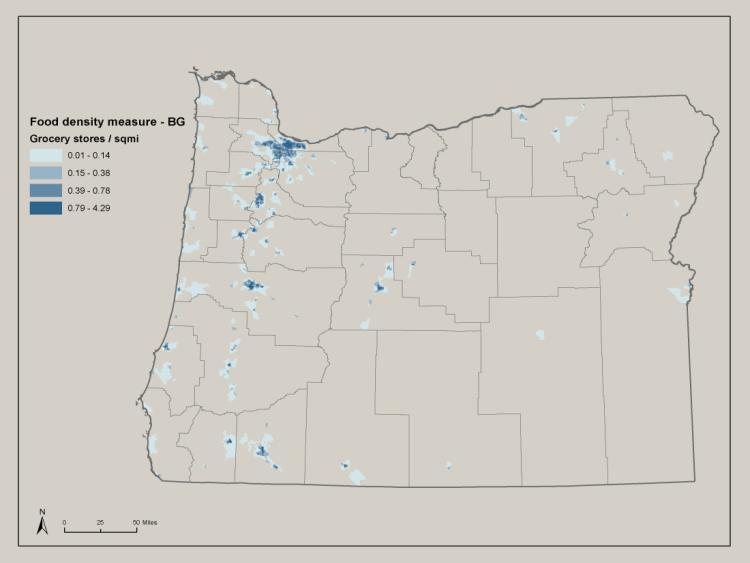 Food density measure - BG
Grocery stores / sqmi
0.01 - 0.14
0.15 - 0.38
0.39 - 0.78
0.79 - 4.29
N
0 25 50 Miles